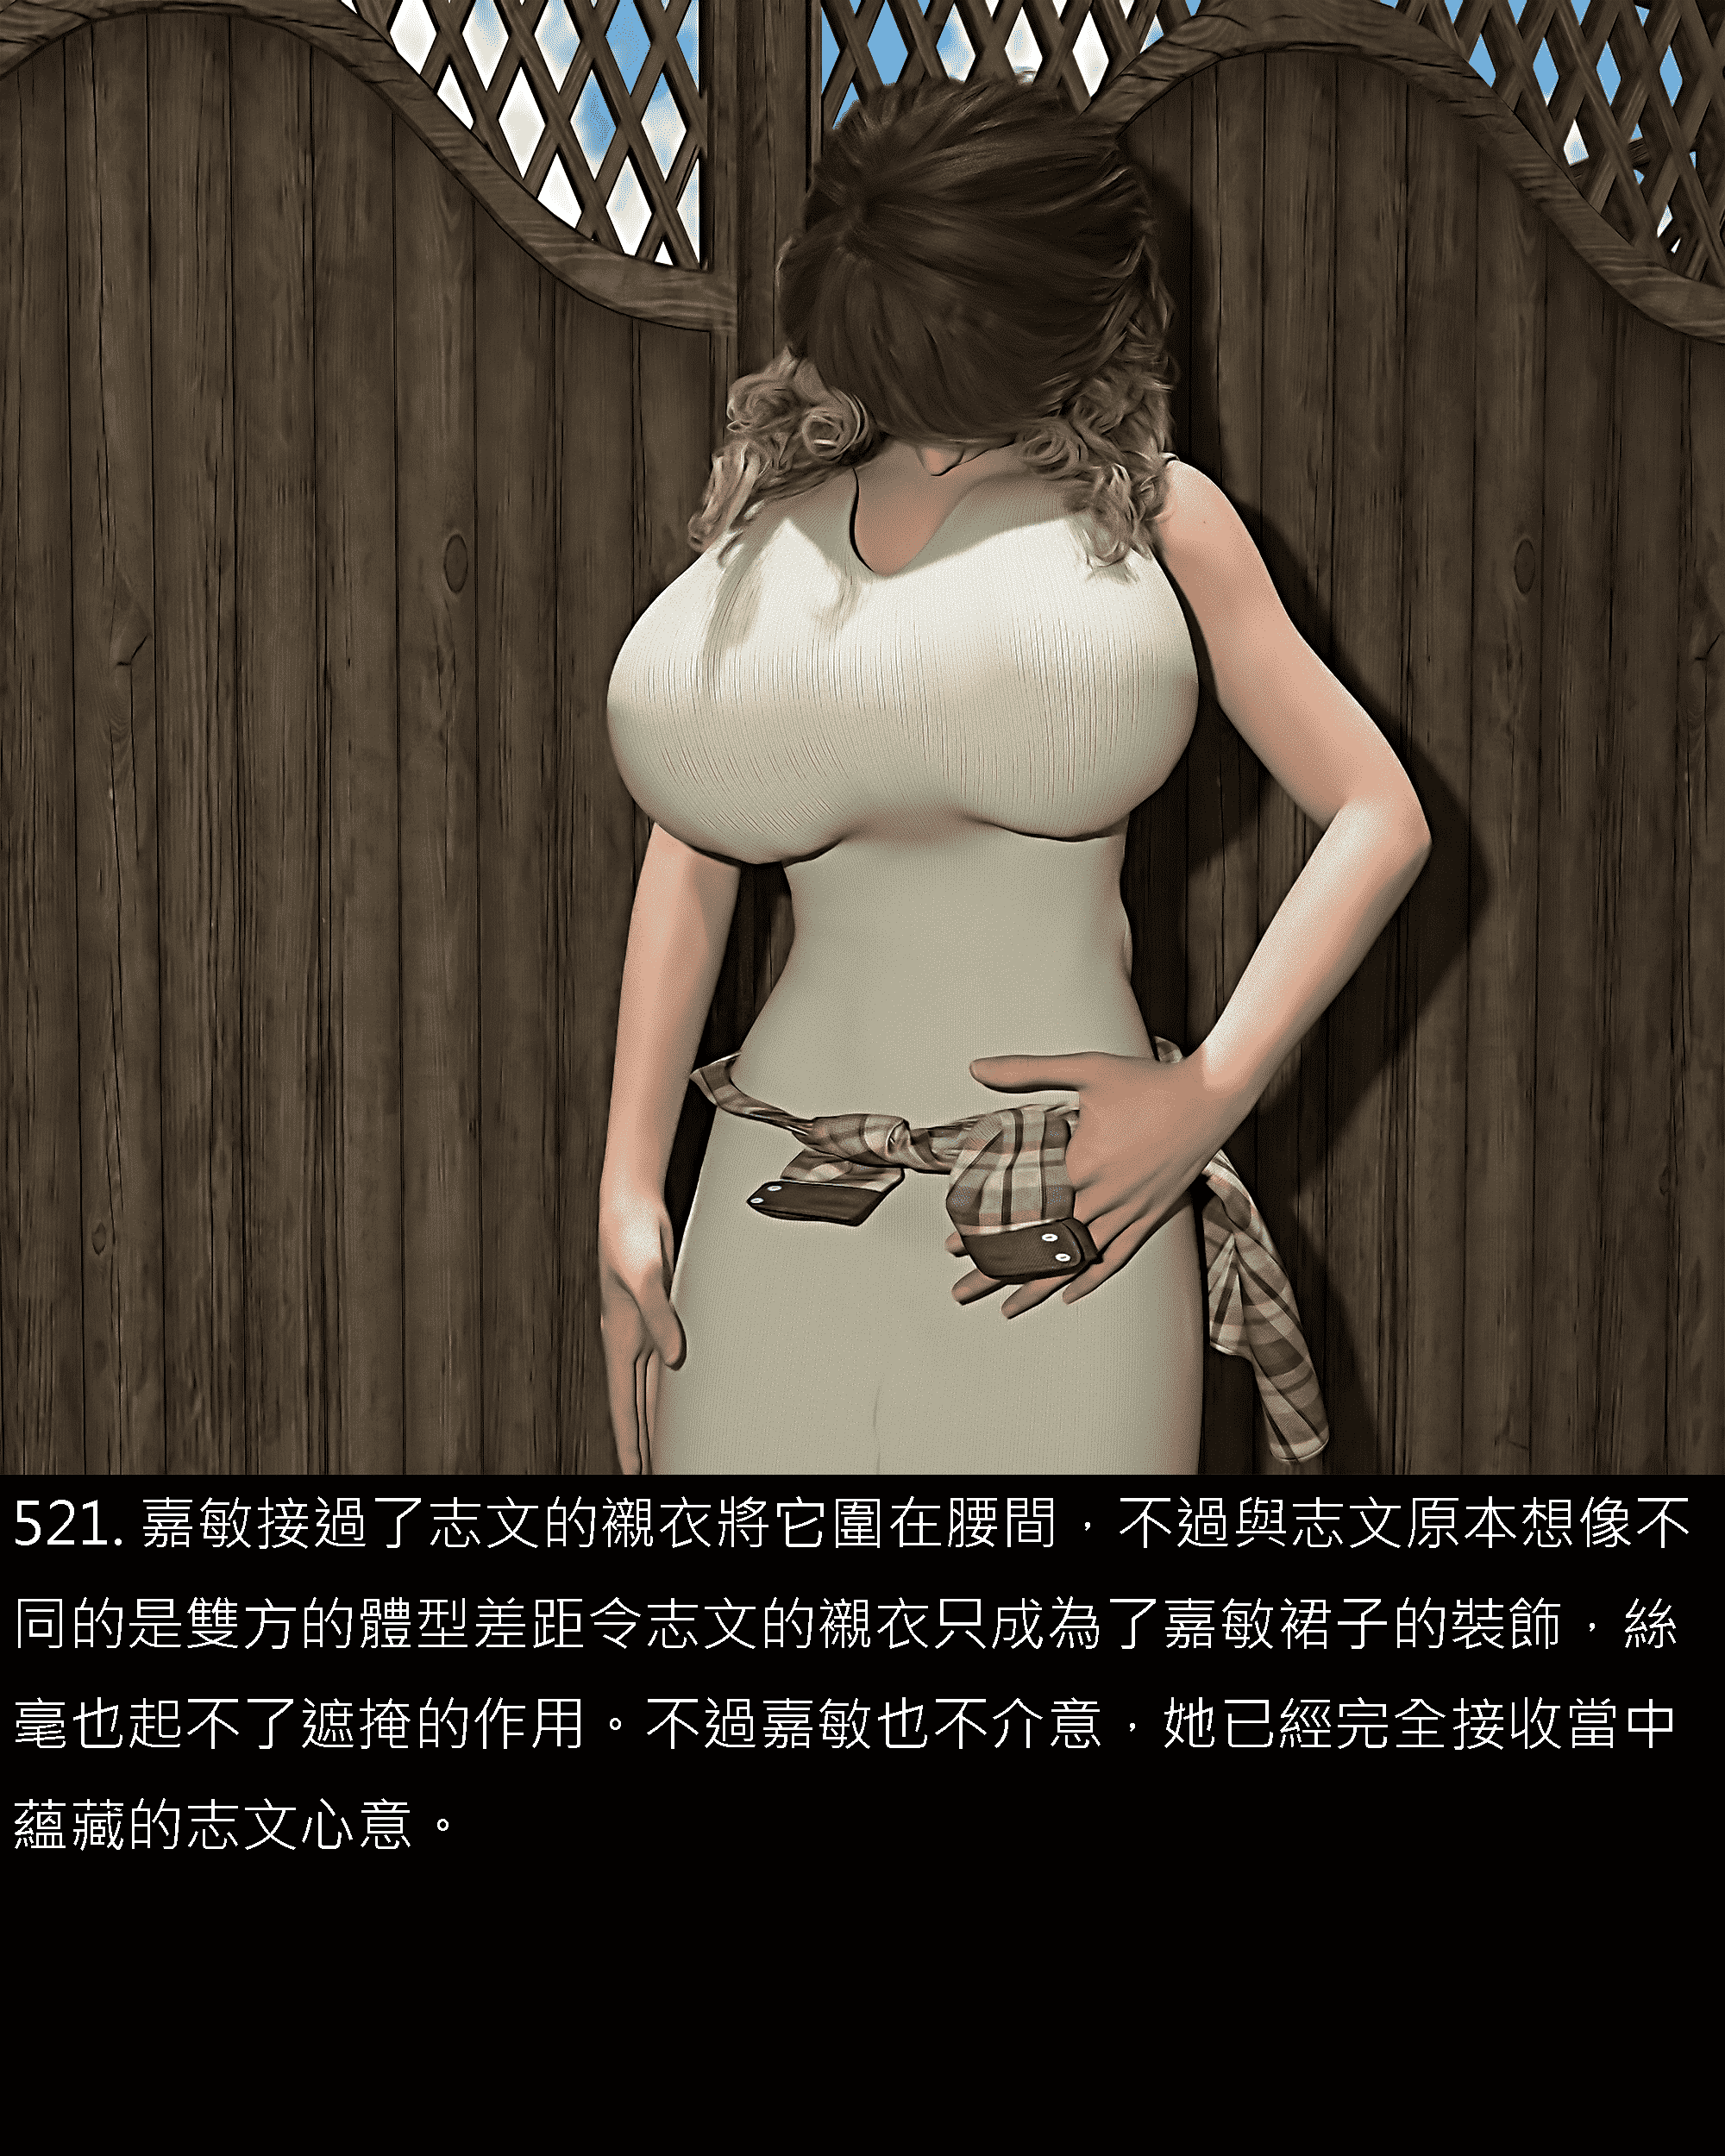 521. 嘉敏接過了志文的襯衣將它圍在腰間，不過與志文原本想像不
同的是雙方的體型差距令志文的襯衣只成為了嘉敏裙子的裝飾，絲
毫也起不了遮掩的作用。不過嘉敏也不介意，她已經完全接收當中
蘊藏的志文心意。